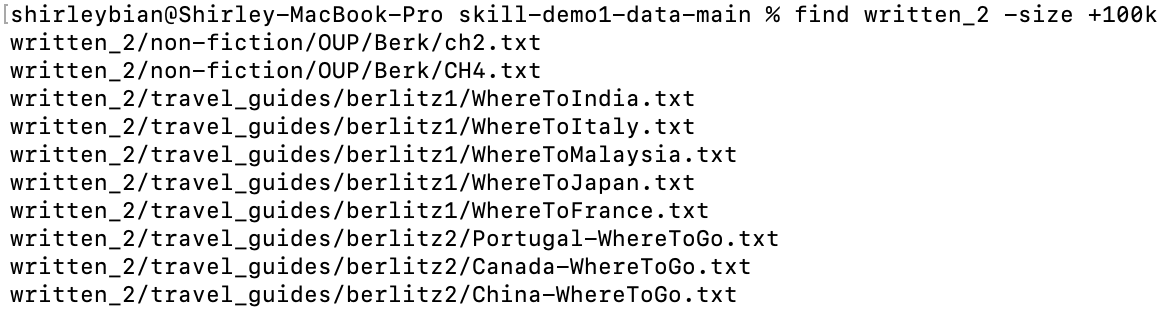 [shirleybian@Shirley-MacBook-Pro skill-demo1-data-main % find written_2 -size +100k
written_2/non-fiction/OUP/Berk/ch2.txt
written_2/non-fiction/OUP/Berk/CH4.txt
written_2/travel_guides/berlitz1/WhereToIndia.txt
written_2/travel_guides/berlitz1/WhereToItaly.txt
written_2/travel_guides/berlitz1/WhereToMalaysia.txt
written_2/travel_guides/berlitz1/WhereToJapan.txt
written_2/travel_guides/berlitz1/WhereToFrance.txt
written_2/travel_guides/berlitz2/Portugal-WhereToGo.txt
written_2/travel_guides/berlitz2/Canada-WhereToGo.txt
written_2/travel_guides/berlitz2/China-WhereToGo.txt